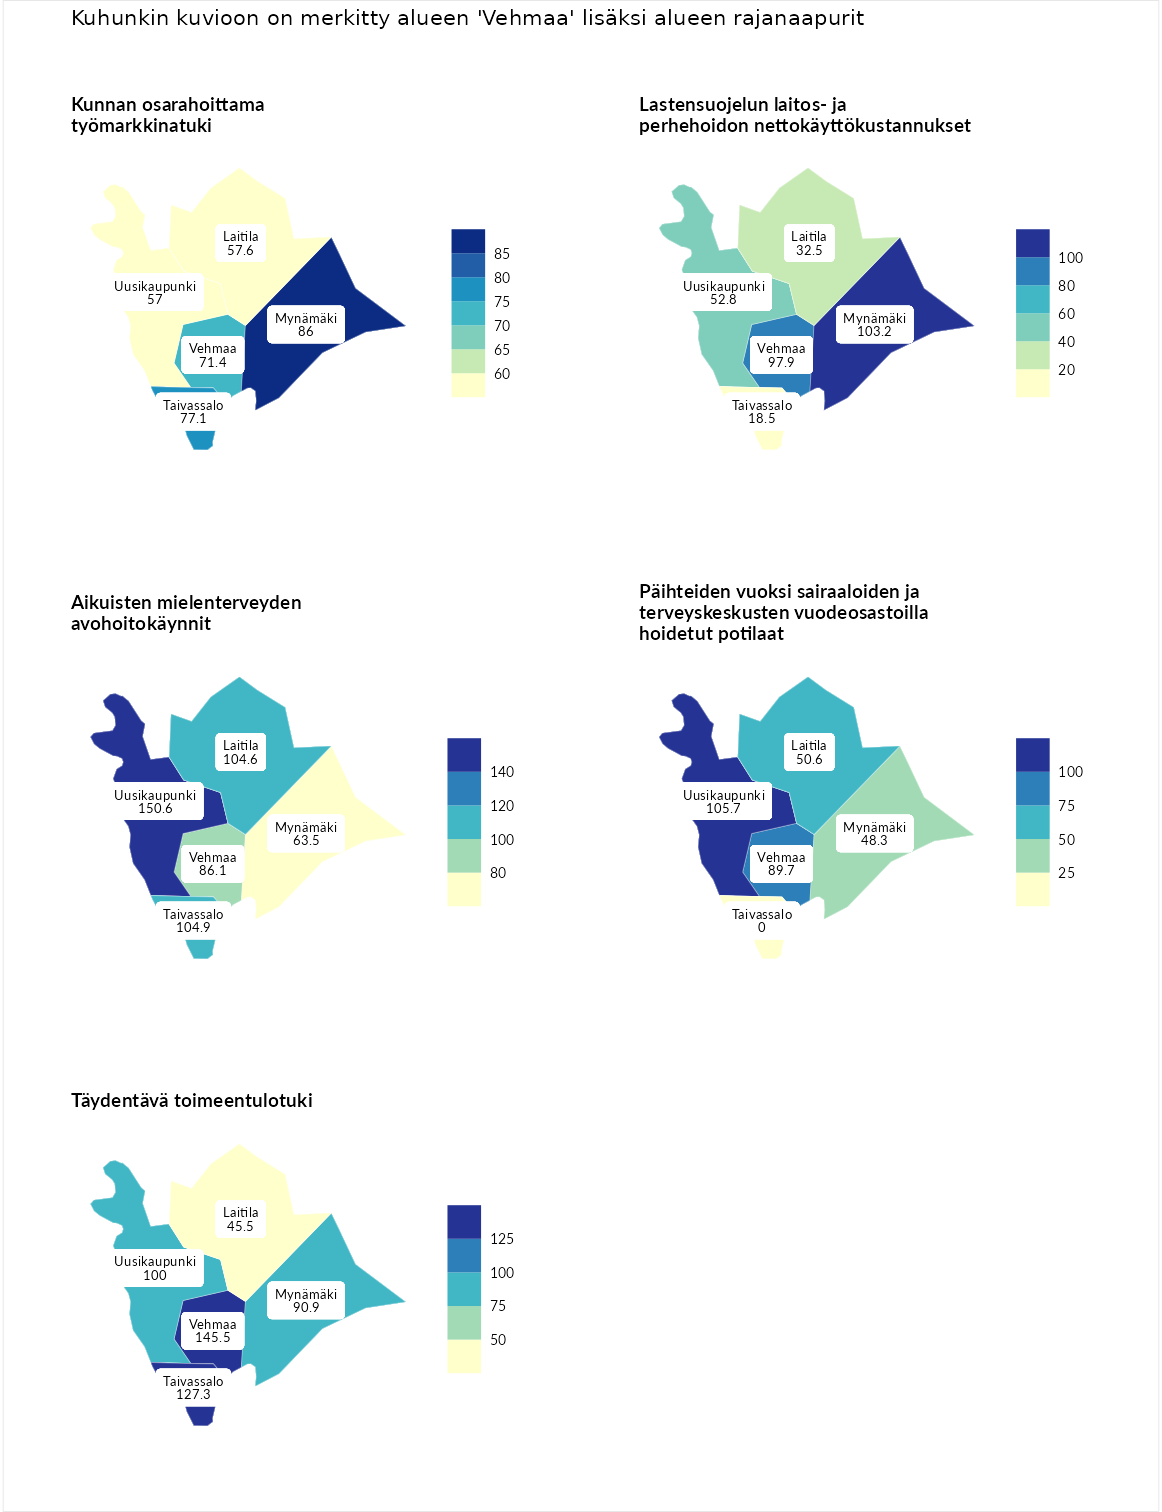 Kuhunkin kuvioon on merkitty alueen 'Vehmaa' lisäksi alueen rajanaapurit
Kunnan osarahoittama
työmarkkinatuki
Laitila
57.6
Uusikaupunki
57
Mynämäki
86
Vehmaa
71.4
Taivassalo
77.1
85
80
75
70
65
60
Lastensuojelun laitos- ja
perhehoidon nettokäyttökustannukset
Laitila
32.5
Uusikaupunki
52.8
Mynämäki
103.2
Vehmaa
97.9
Taivassalo
18.5
100
80
60
40
20
Aikuisten mielenterveyden
avohoitokäynnit
Laitila
104.6
Uusikaupunki
150.6
Mynämäki
63.5
Vehmaa
86.1
Taivassalo
104.9
140
120
100
80
Päihteiden vuoksi sairaaloiden ja
terveyskeskusten vuodeosastoilla
hoidetut potilaat
Laitila
50.6
Uusikaupunki
105.7
Mynämäki
48.3
Vehmaa
89.7
Taivassalo
0
100
75
50
25
Täydentävä toimeentulotuki
Laitila
45.5
Uusikaupunki
100
Mynämäki
90.9
Vehmaa
145.5
Taivassalo
127.3
125
100
75
50